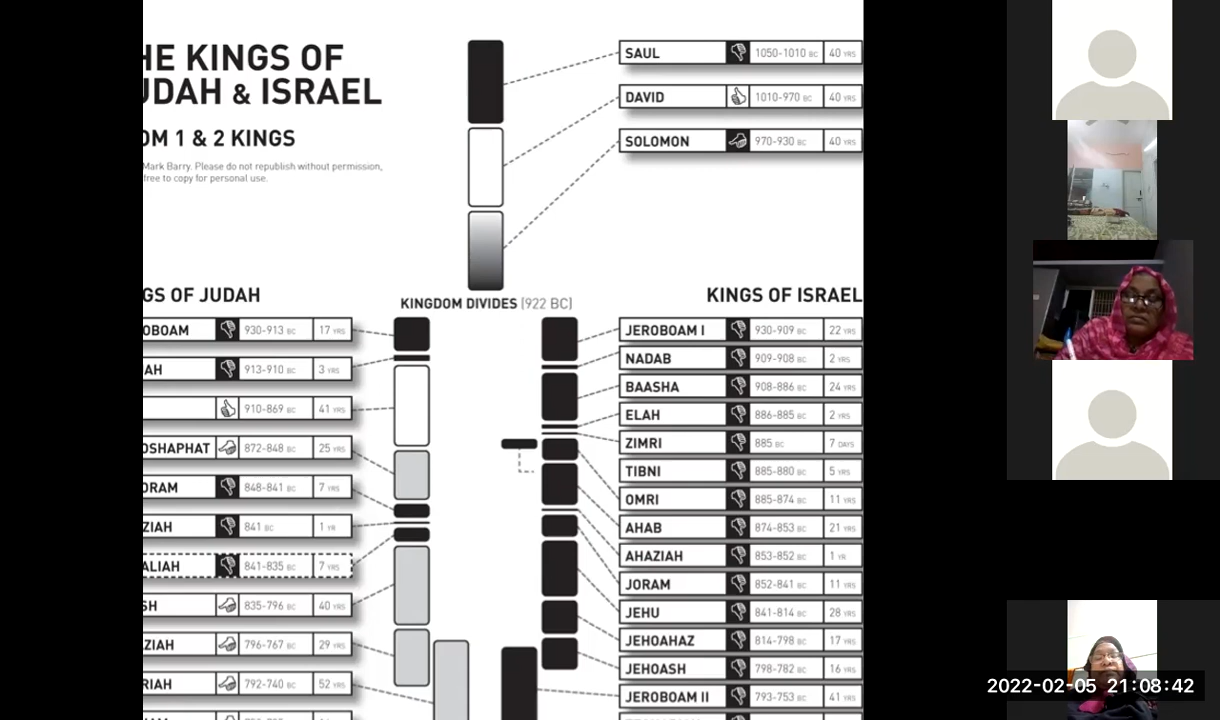 HE KINGS OF
UDAH & ISRAEL
OM 1 & 2 KINGS
Mark Barry. Please do not republish without permission,
free to copy for personal use.
SAUL 1050-1010 BC 40 YRS
DAVID 1010-970 BC 40 YRS
SOLOMON 970-930 BC 40 YRS
KINGDOM DIVIDES (922 BC)
GS OF JUDAH
OBOAM 930-913 BC 17 YRS
AH 913-910 BC 3 YRS
910-869 BC 41 YRS
OSHAPHAT 872-848 BC 25 YRS
ORAM 848-841 BC 7 YRS
ZIAH 841 BC 1 YR
ALIAH 841-835 BC 7 YRS
SH 835-796 BC 40 YRS
ZIAH 796-767 BC 29 YRS
RIAH 792-740 BC 52 YRS
KINGS OF ISRAEL
JEROBOAM I 930-909 BC 22 YRS
NADAB 909-908 BC 2 YRS
BAASHA 908-886 BC 24 YRS
ELAH 886-885 BC 2 YRS
ZIMRI 885 BC 7 DAYS
TIBNI 885-880 BC 5 YRS
OMRI 885-874 BC 11 YRS
AHAB 874-853 BC 21 YRS
AHAZIAH 853-852 BC 1 YR
JORAM 852-841 BC 11 YRS
JEHU 841-814 BC 28 YRS
JEHOAHAZ 814-798 BC 17 YRS
JEHOASH 798-782 BC 16 YRS
JEROBOAM II 793-753 BC 41 YRS
2022-02-05 21:08:42